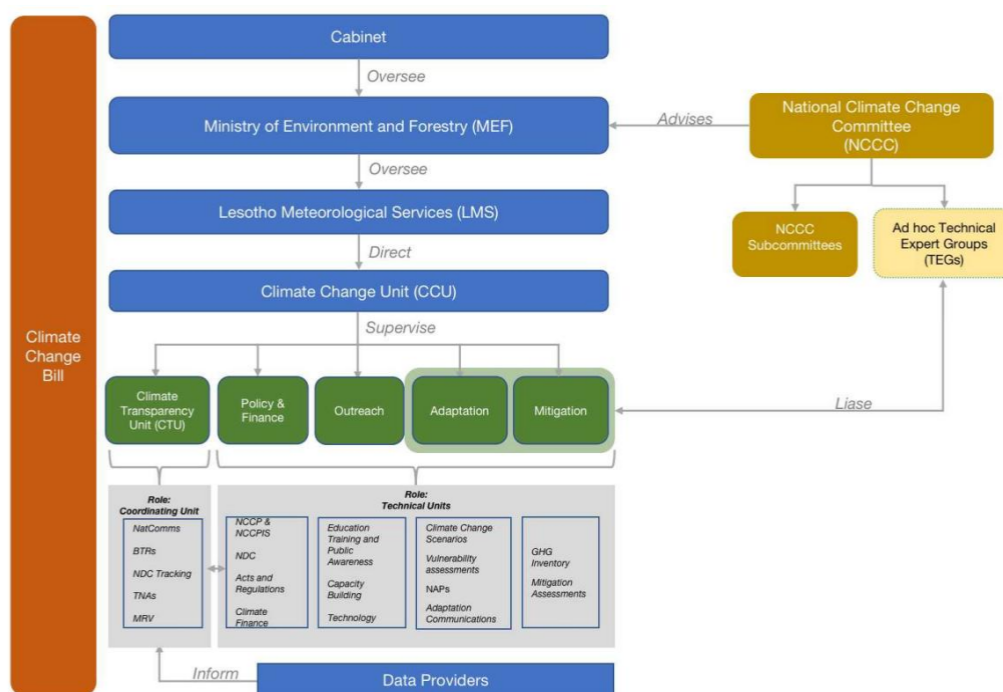 Cabinet
Oversee
Ministry of Environment and Forestry (MEF)
Advises
National Climate Change
Committee
(NCCC)
Oversee
Lesotho Meteorological Services (LMS)
NCCC
Subcommittees
Ad hoc Technical
Expert Groups
(TEGs)
Direct
Climate Change Unit (CCU)
Supervise
Climate
Change
Bill
Climate
Transparency
Unit (CTU)
Policy &
Finance
Outreach
Adaptation
Mitigation
Liase
Role:
Coordinating Unit
NatComms
BTRs
NDC Tracking
TNAs
MRV
Role:
Technical Units
NCCP &
NCCPIS
NDC
Acts and
Regulations
Climate
Finance
Education
Training and
Public
Awareness
Capacity
Building
Technology
Climate Change
Scenarios
Vulnerability
assessments
NAPs
Adaptation
Communications
GHG
Inventory
Mitigation
Assessments
Inform
Data Providers